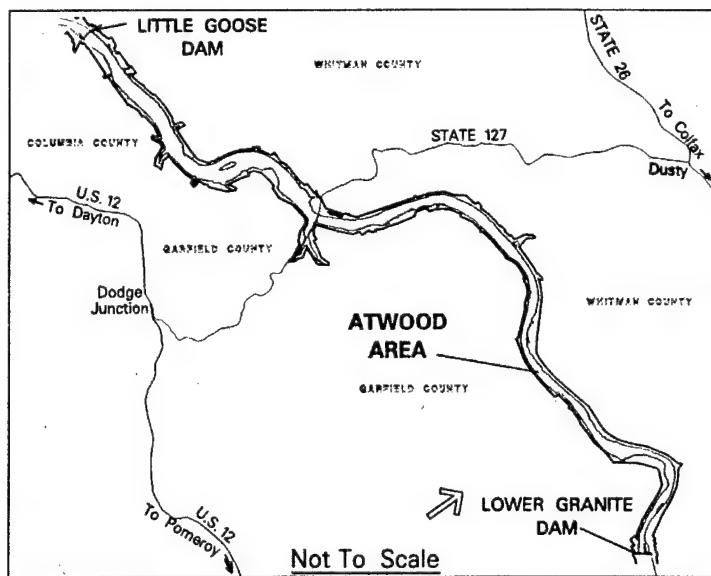 LITTLE GOOSE
DAM
WHITMAN COUNTY
STATE 26
To Colfax
COLUMBIA COUNTY
STATE 127
Dusty
U.S. 12
To Dayton
GARFIELD COUNTY
Dodge
Junction
WHITMAN COUNTY
ATWOOD
AREA
GARFIELD COUNTY
LOWER GRANITE
DAM
U.S. 12
To Pomeroy
Not To Scale